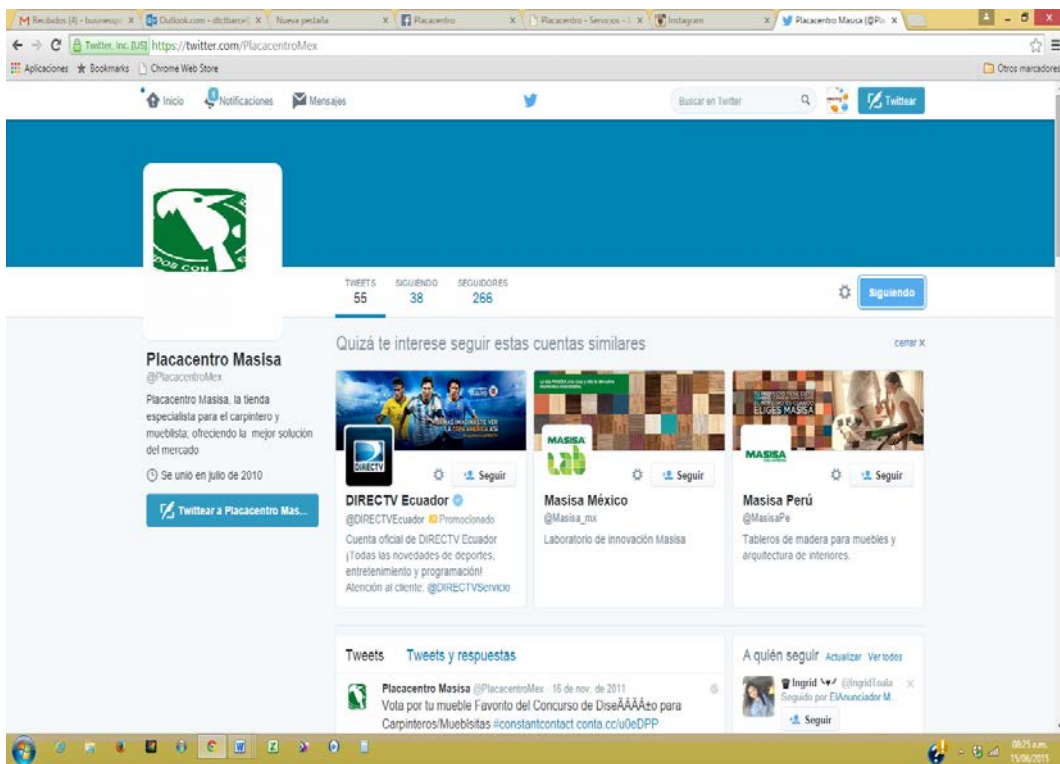 Recibidos (4) - businessp
Outlook.com - dtctbarce
Nueva pestaña
Placacentro
Placacentro - Servicios -
Instagram
Placacentro Masisa (@Pla
Twitter, Inc. [US] https://twitter.com/PlacacentroMex
Aplicaciones Bookmarks Chrome Web Store Otros marcadores
Inicio Notificaciones Mensajes Buscar en Twitter Twittear
DOS CON
TWEETS SIGUIENDO SEGUIDORES
55 38 266
Siguiendo
Placacentro Masisa
@PlacacentroMex
Placacentro Masisa, la tienda
especialista para el carpintero y
mueblista, ofreciendo la mejor solución
del mercado
Se unió en julio de 2010
Twittear a Placacentro Mas...
Quizá te interese seguir estas cuentas similares cerrar x
DIRECTV
Seguir
DIRECTV Ecuador
@DIRECTVEcuador Promocionado
Cuenta oficial de DIRECTV Ecuador
¡Todas las novedades de deportes,
entretenimiento y programación!
Atención al cliente: @DIRECTVServicio
MASISA
Lab
Seguir
Masisa México
@Masisa_mx
Laboratorio de innovación Masisa
ELIGES MASISA
MASISA
Seguir
Masisa Perú
@MasisaPe
Tableros de madera para muebles y
arquitectura de interiores.
Tweets Tweets y respuestas
Placacentro Masisa @PlacacentroMex · 16 de nov. de 2011
Vota por tu mueble Favorito del Concurso de DiseÃÂÃÂ±o para
Carpinteros/Mueblsitas #constantcontact conta.cc/u0eDPP
A quién seguir Actualizar Ver todos
Ingrid @IngridToala
Seguido por ElAnunciador M...
Seguir
08:25 a.m.
15/06/2015